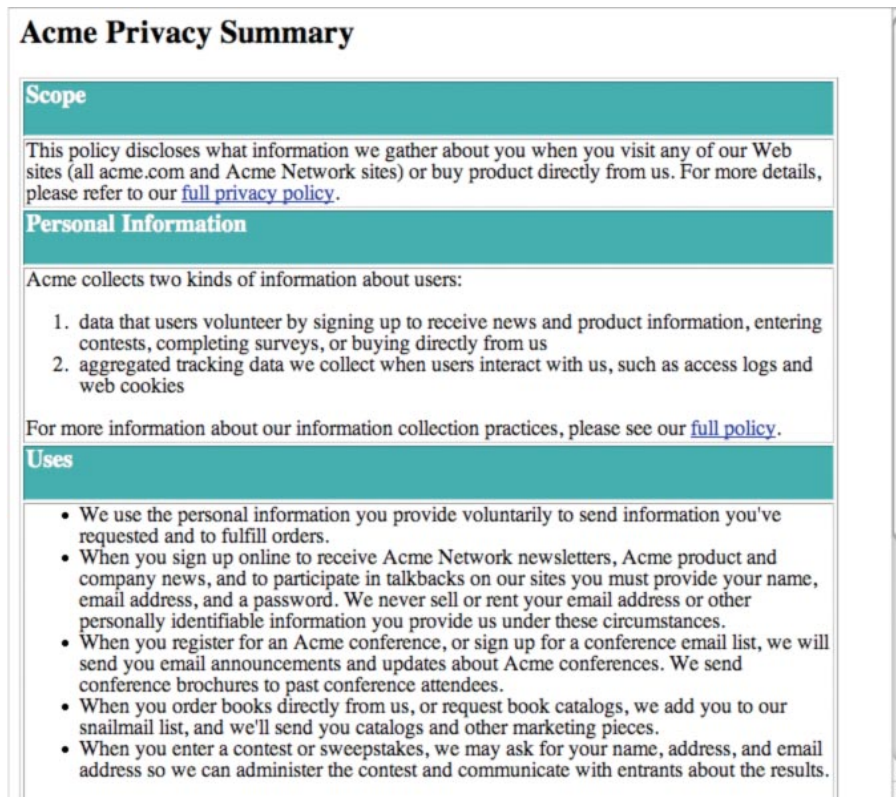 Acme Privacy Summary
Scope
This policy discloses what information we gather about you when you visit any of our Web
sites (all acme.com and Acme Network sites) or buy product directly from us. For more details,
please refer to our full privacy policy.
Personal Information
Acme collects two kinds of information about users:
1. data that users volunteer by signing up to receive news and product information, entering
contests, completing surveys, or buying directly from us
2. aggregated tracking data we collect when users interact with us, such as access logs and
web cookies
For more information about our information collection practices, please see our full policy.
Uses
• We use the personal information you provide voluntarily to send information you've
requested and to fulfill orders.
• When you sign up online to receive Acme Network newsletters, Acme product and
company news, and to participate in talkbacks on our sites you must provide your name,
email address, and a password. We never sell or rent your email address or other
personally identifiable information you provide us under these circumstances.
• When you register for an Acme conference, or sign up for a conference email list, we will
send you email announcements and updates about Acme conferences. We send
conference brochures to past conference attendees.
• When you order books directly from us, or request book catalogs, we add you to our
snailmail list, and we'll send you catalogs and other marketing pieces.
• When you enter a contest or sweepstakes, we may ask for your name, address, and email
address so we can administer the contest and communicate with entrants about the results.